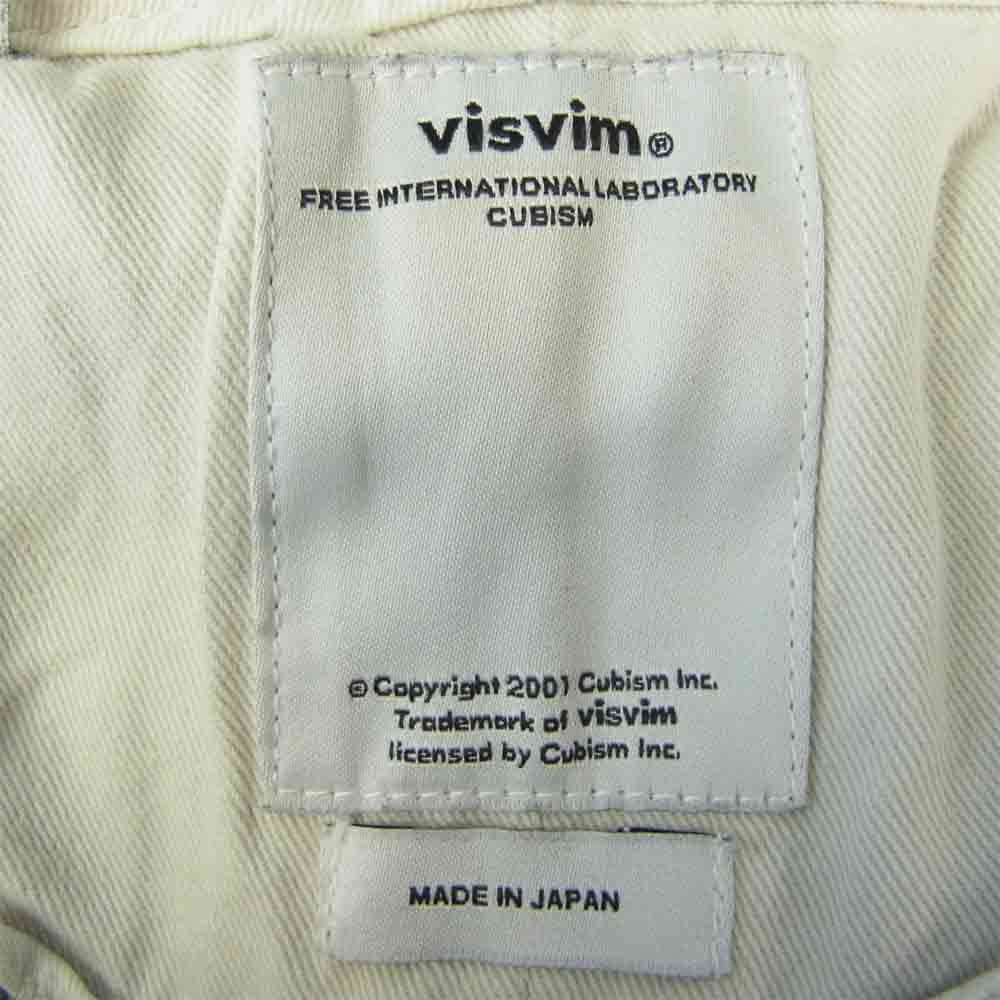 visvim®
FREE INTERNATIONAL LABORATORY
CUBISM
© Copyright 2001 Cubism Inc.
Trademark of visvim
licensed by Cubism Inc.
MADE IN JAPAN